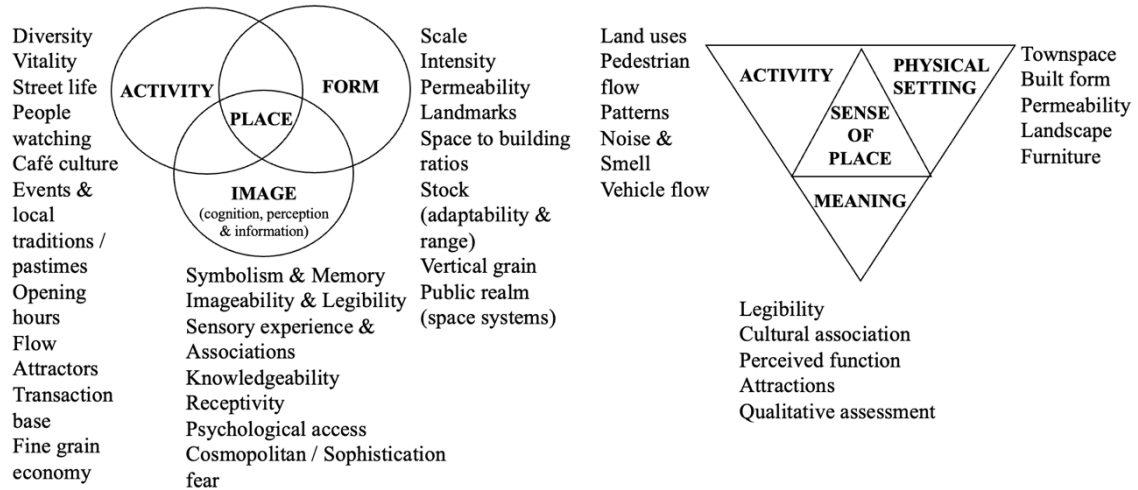 Diversity
Vitality
Street life
People
watching
Café culture
Events &
local
traditions /
pastimes
Opening
hours
Flow
Attractors
Transaction
base
Fine grain
economy
ACTIVITY
FORM
PLACE
IMAGE
(cognition, perception
& information)
Symbolism & Memory
Imageability & Legibility
Sensory experience &
Associations
Knowledgeability
Receptivity
Psychological access
Cosmopolitan / Sophistication
fear
Scale
Intensity
Permeability
Landmarks
Space to building
ratios
Stock
(adaptability &
range)
Vertical grain
Public realm
(space systems)
Land uses
Pedestrian
flow
Patterns
Noise &
Smell
Vehicle flow
ACTIVITY
PHYSICAL
SETTING
SENSE
OF
PLACE
MEANING
Townspace
Built form
Permeability
Landscape
Furniture
Legibility
Cultural association
Perceived function
Attractions
Qualitative assessment